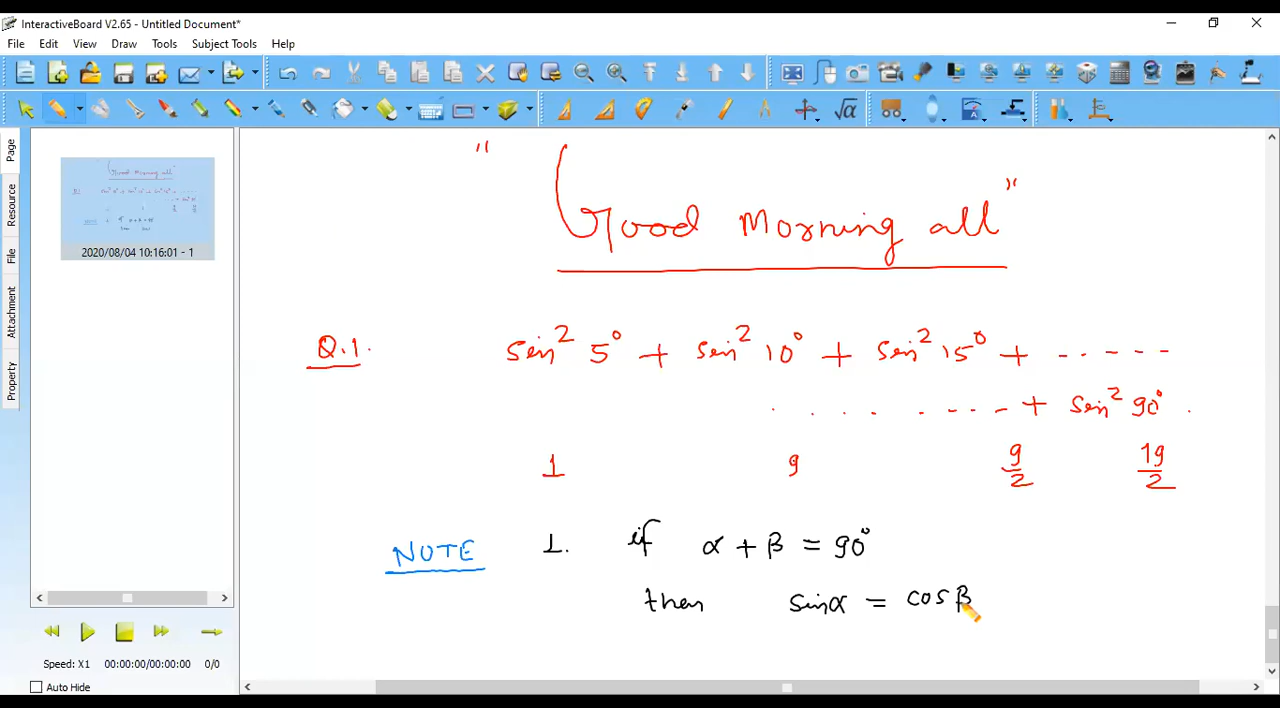 InteractiveBoard V2.65 - Untitled Document*
File Edit View Draw Tools Subject Tools Help
Page
Resource
File
Attachment
Property
2020/08/04 10:16:01 - 1
Speed: X1 00:00:00/00:00:00 0/0
Auto Hide
" Good Morning all"
Q.1. sin² 5° + sin² 10° + sin² 15° + ......
.......... + sin² 90°.
1 9 9/2 19/2
NOTE 1. if α + β = 90°
then sinα = cos β